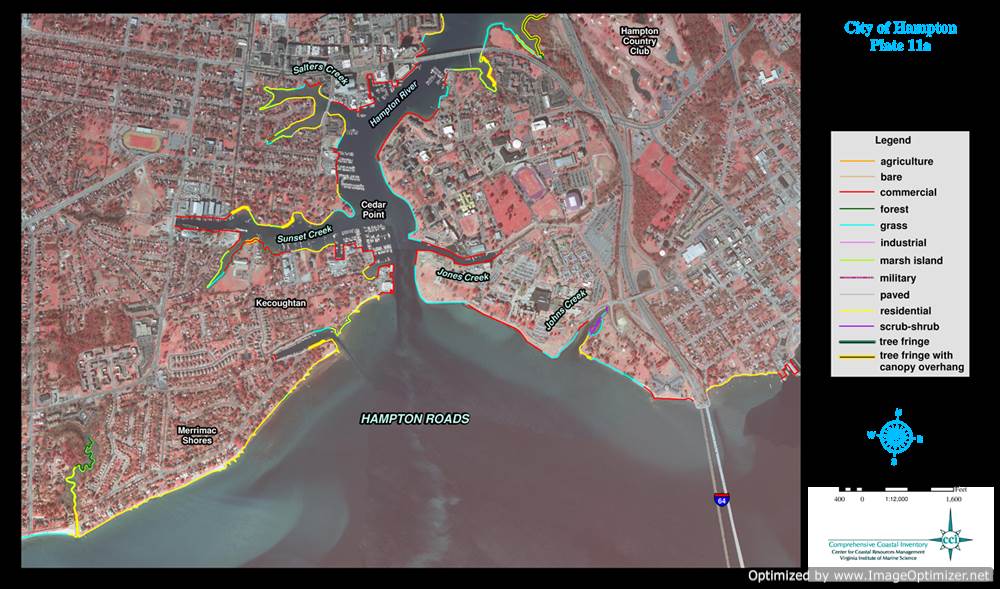 City of Hampton
Plate 11a
Hampton
Country
Club
Salters Creek
Hampton River
Cedar
Point
Sunset Creek
Jones Creek
Kecoughtan
Johns Creek
HAMPTON ROADS
Merrimac
Shores
64
Legend
agriculture
bare
commercial
forest
grass
industrial
marsh island
military
paved
residential
scrub-shrub
tree fringe
tree fringe with
canopy overhang
N
W
E
S
Feet
400 0 1:12,000 1,600
Comprehensive Coastal Inventory
Center for Coastal Resources Management
Virginia Institute of Marine Science
cci
Optimized by www.ImageOptimizer.net